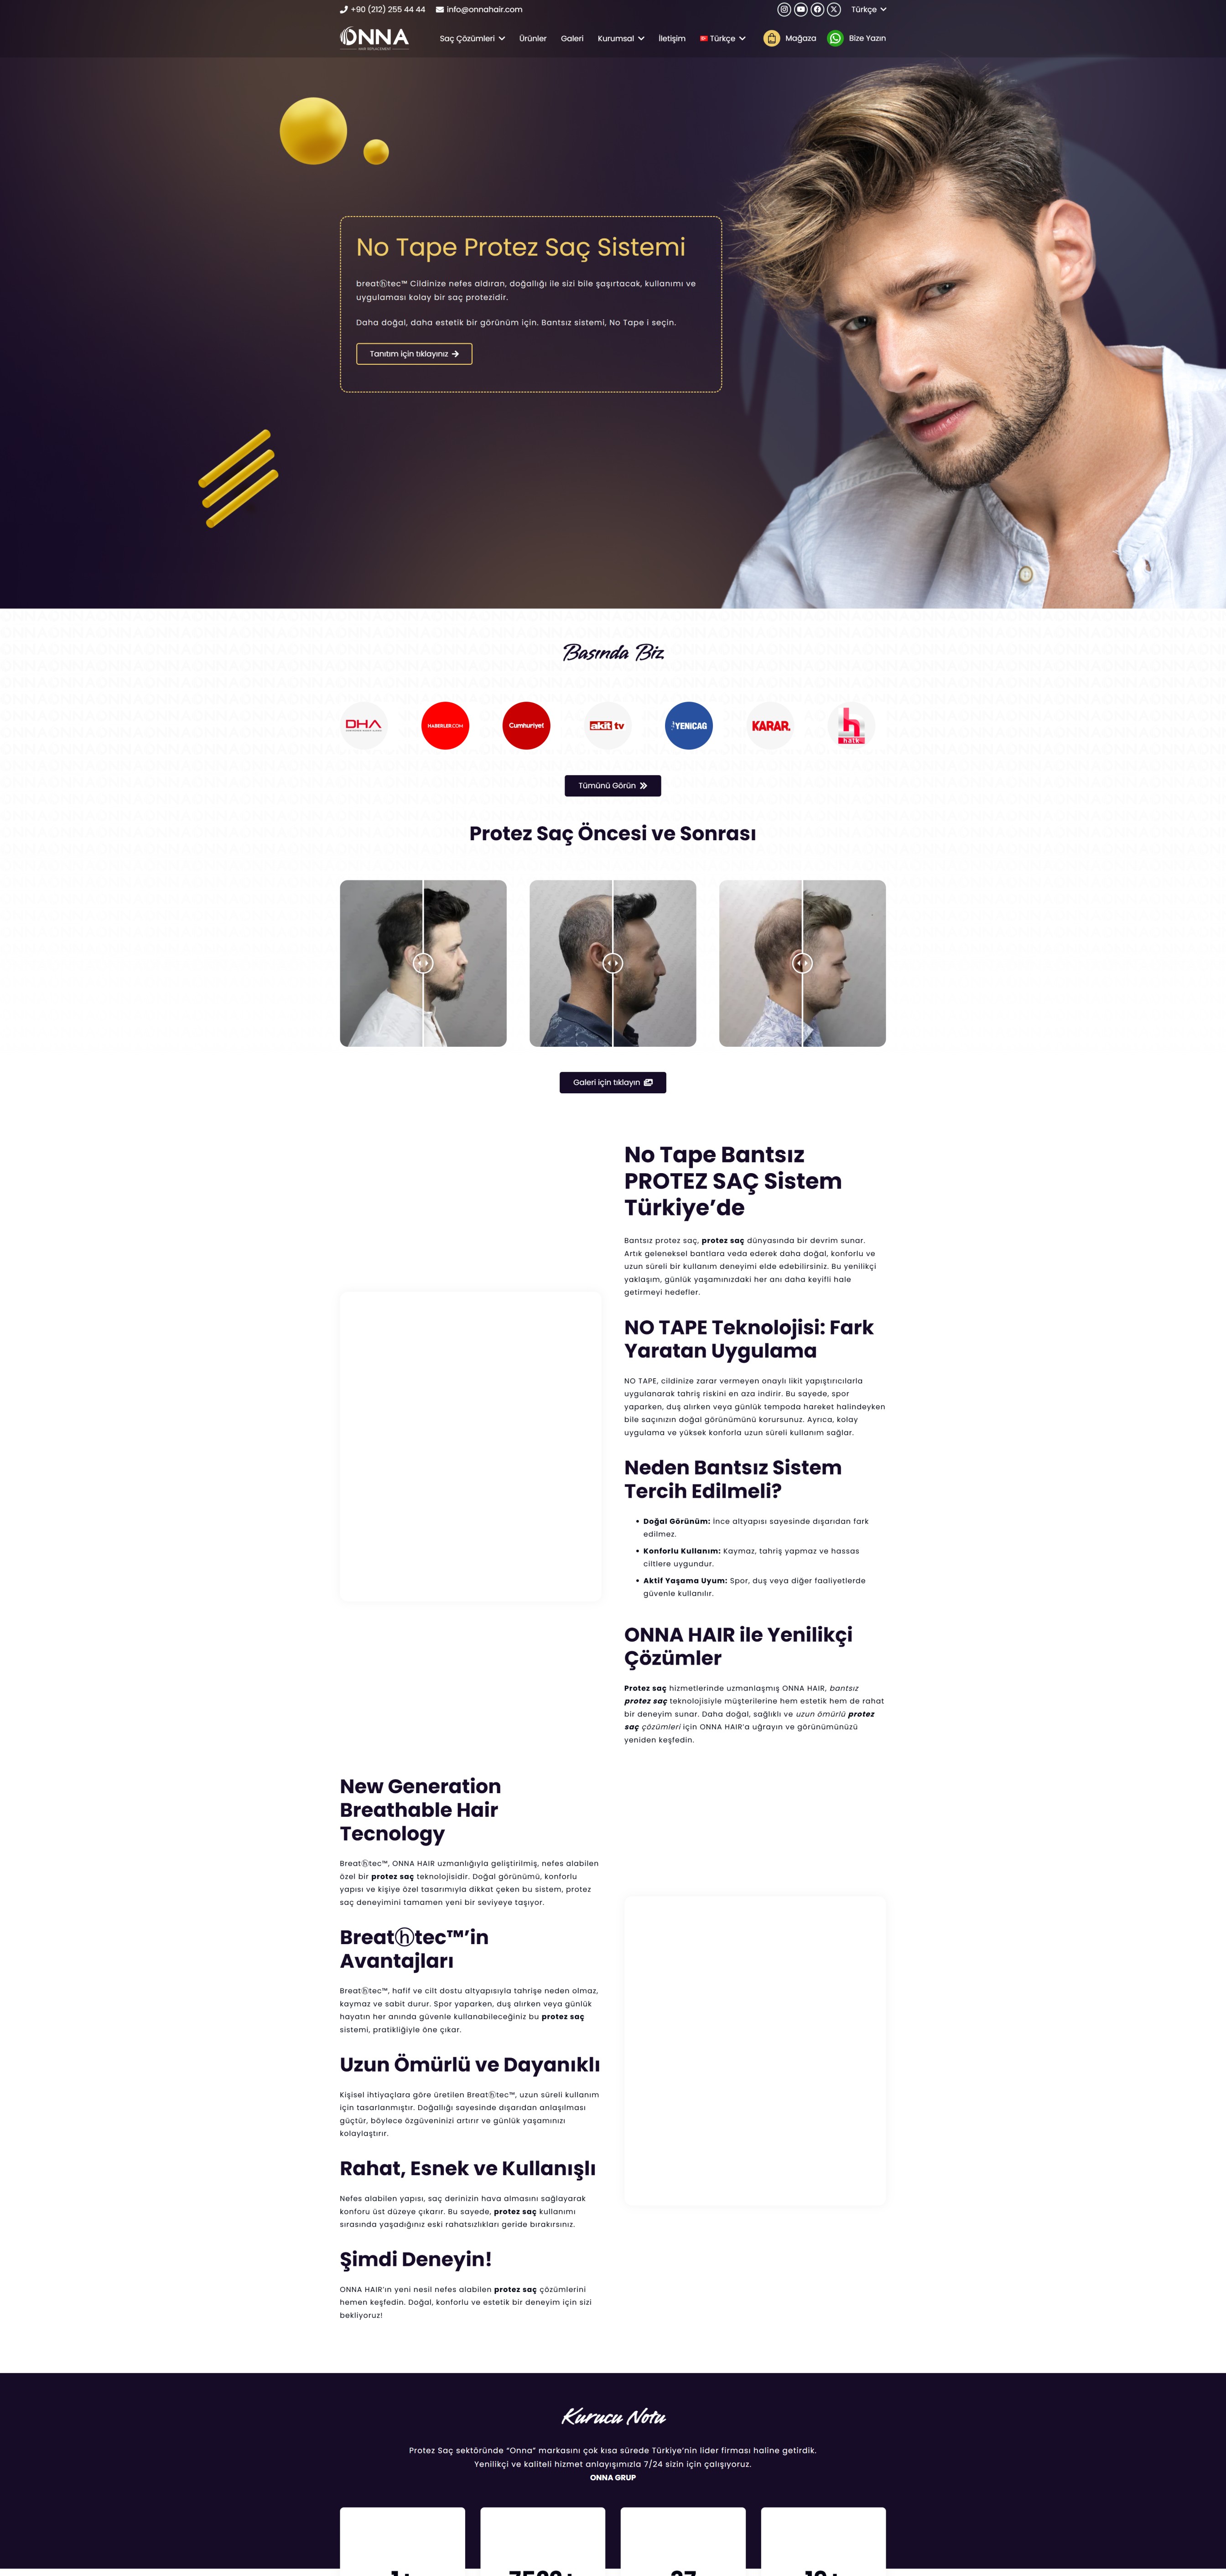 +90 (212) 255 44 44
info@onnahair.com
Türkçe
ONNA
HAIR REPLACEMENT
Saç Çözümleri
Ürünler
Galeri
Kurumsal
İletişim
Türkçe
Mağaza
Bize Yazın
No Tape Protez Saç Sistemi
breatⓗtec™ Cildinize nefes aldıran, doğallığı ile sizi bile şaşırtacak, kullanımı ve
uygulaması kolay bir saç protezidir.
Daha doğal, daha estetik bir görünüm için. Bantsız sistemi, No Tape i seçin.
Tanıtım için tıklayınız
Basında Biz
DHA
HABERLER.COM
Cumhuriyet
akit tv
YENİÇAĞ
KARAR.
h
halk
Tümünü Görün
Protez Saç Öncesi ve Sonrası
Galeri için tıklayın
No Tape Bantsız
PROTEZ SAÇ Sistem
Türkiye’de
Bantsız protez saç, protez saç dünyasında bir devrim sunar.
Artık geleneksel bantlara veda ederek daha doğal, konforlu ve
uzun süreli bir kullanım deneyimi elde edebilirsiniz. Bu yenilikçi
yaklaşım, günlük yaşamınızdaki her anı daha keyifli hale
getirmeyi hedefler.
NO TAPE Teknolojisi: Fark
Yaratan Uygulama
NO TAPE, cildinize zarar vermeyen onaylı likit yapıştırıcılarla
uygulanarak tahriş riskini en aza indirir. Bu sayede, spor
yaparken, duş alırken veya günlük tempoda hareket halindeyken
bile saçınızın doğal görünümünü korursunuz. Ayrıca, kolay
uygulama ve yüksek konforla uzun süreli kullanım sağlar.
Neden Bantsız Sistem
Tercih Edilmeli?
• Doğal Görünüm: İnce altyapısı sayesinde dışarıdan fark
edilmez.
• Konforlu Kullanım: Kaymaz, tahriş yapmaz ve hassas
ciltlere uygundur.
• Aktif Yaşama Uyum: Spor, duş veya diğer faaliyetlerde
güvenle kullanılır.
ONNA HAIR ile Yenilikçi
Çözümler
Protez saç hizmetlerinde uzmanlaşmış ONNA HAIR, bantsız
protez saç teknolojisiyle müşterilerine hem estetik hem de rahat
bir deneyim sunar. Daha doğal, sağlıklı ve uzun ömürlü protez
saç çözümleri için ONNA HAIR’a uğrayın ve görünümünüzü
yeniden keşfedin.
New Generation
Breathable Hair
Tecnology
Breatⓗtec™, ONNA HAIR uzmanlığıyla geliştirilmiş, nefes alabilen
özel bir protez saç teknolojisidir. Doğal görünümü, konforlu
yapısı ve kişiye özel tasarımıyla dikkat çeken bu sistem, protez
saç deneyimini tamamen yeni bir seviyeye taşıyor.
Breatⓗtec™’in
Avantajları
Breatⓗtec™, hafif ve cilt dostu altyapısıyla tahrişe neden olmaz,
kaymaz ve sabit durur. Spor yaparken, duş alırken veya günlük
hayatın her anında güvenle kullanabileceğiniz bu protez saç
sistemi, pratikliğiyle öne çıkar.
Uzun Ömürlü ve Dayanıklı
Kişisel ihtiyaçlara göre üretilen Breatⓗtec™, uzun süreli kullanım
için tasarlanmıştır. Doğallığı sayesinde dışarıdan anlaşılması
güçtür, böylece özgüveninizi artırır ve günlük yaşamınızı
kolaylaştırır.
Rahat, Esnek ve Kullanışlı
Nefes alabilen yapısı, saç derinizin hava almasını sağlayarak
konforu üst düzeye çıkarır. Bu sayede, protez saç kullanımı
sırasında yaşadığınız eski rahatsızlıkları geride bırakırsınız.
Şimdi Deneyin!
ONNA HAIR’ın yeni nesil nefes alabilen protez saç çözümlerini
hemen keşfedin. Doğal, konforlu ve estetik bir deneyim için sizi
bekliyoruz!
Kurucu Notu
Protez Saç sektöründe “Onna” markasını çok kısa sürede Türkiye’nin lider firması haline getirdik.
Yenilikçi ve kaliteli hizmet anlayışımızla 7/24 sizin için çalışıyoruz.
ONNA GRUP